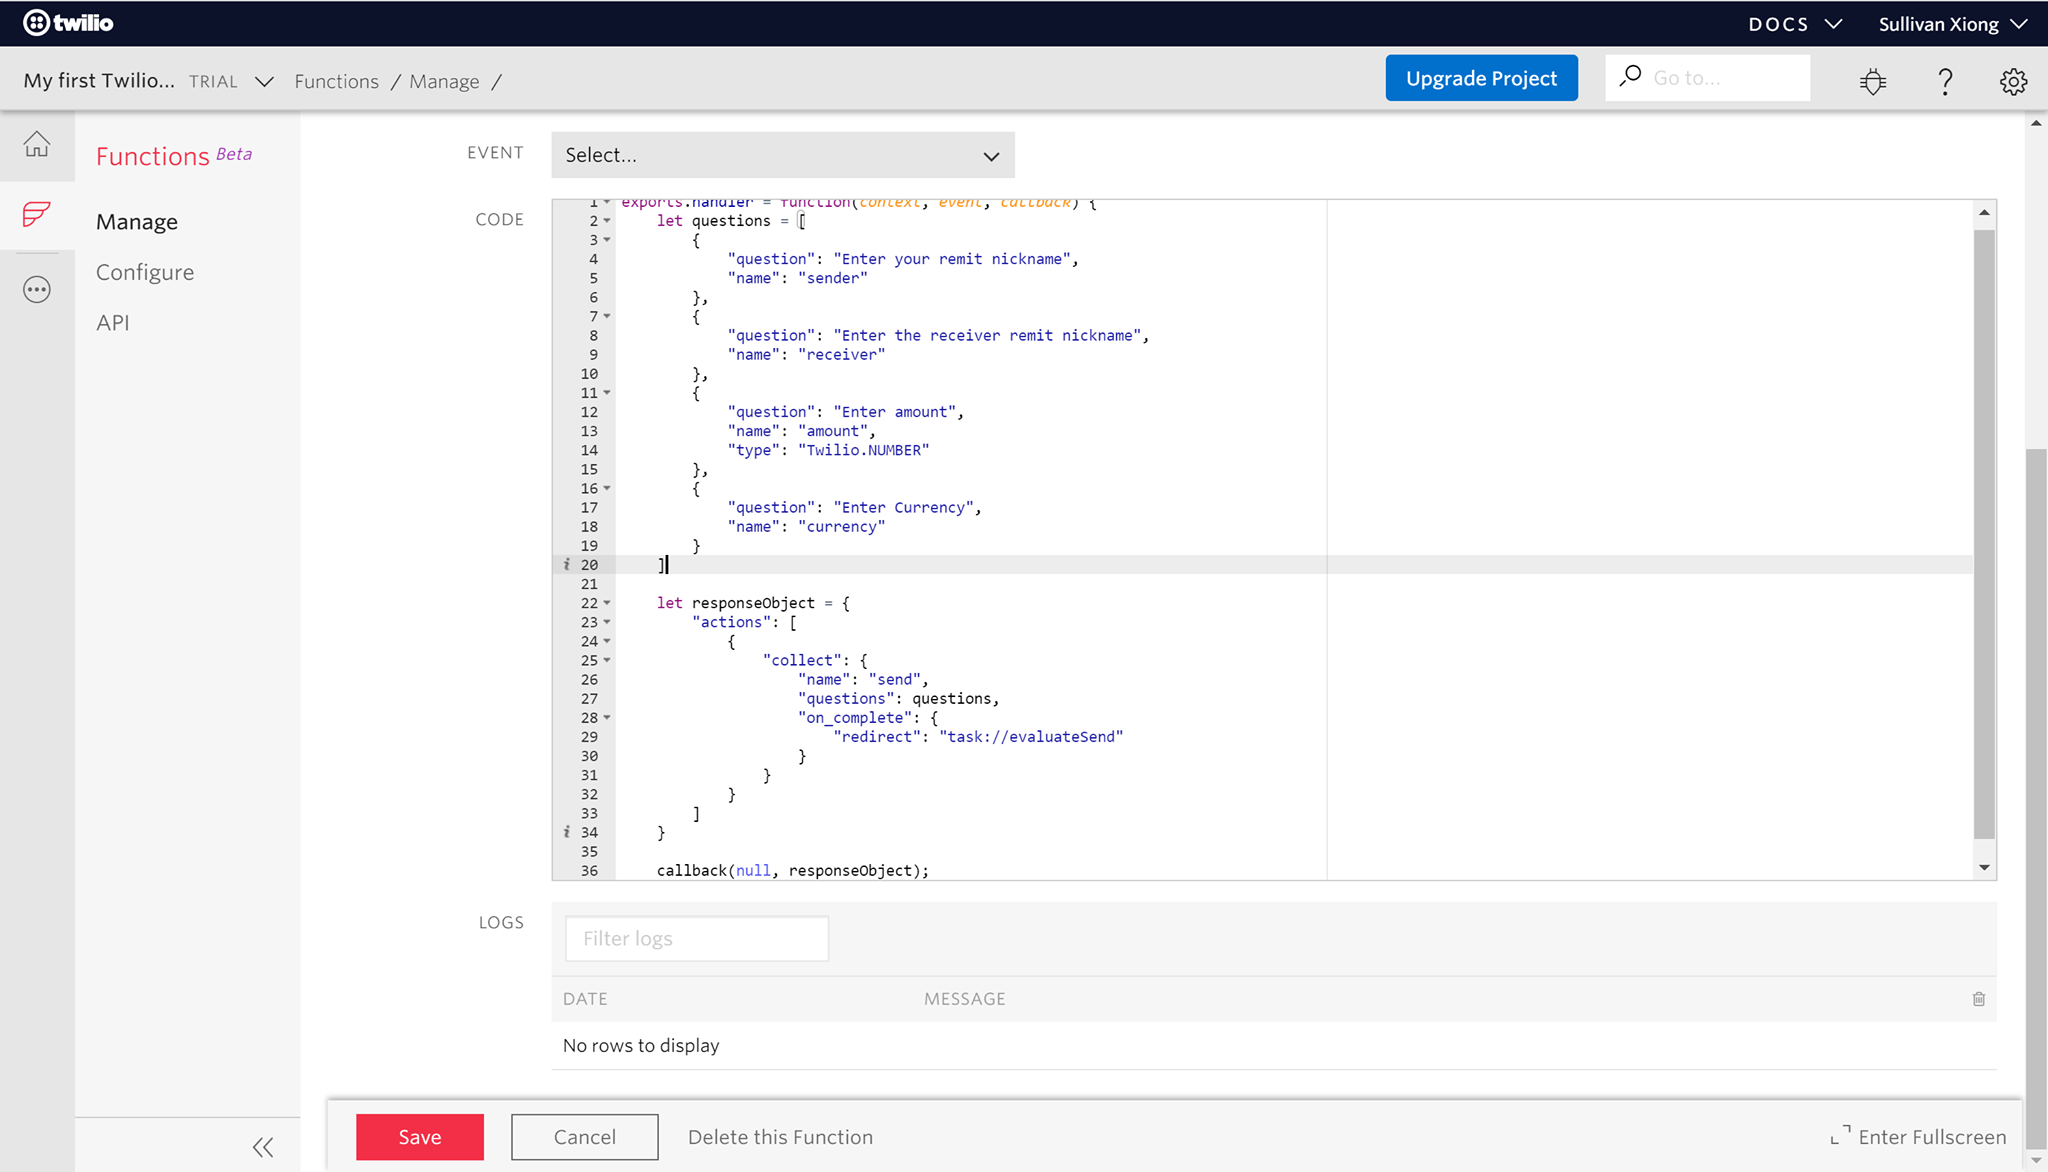 twilio
DOCS
Sullivan Xiong
My first Twilio... TRIAL
Functions / Manage /
Upgrade Project
Go to...
Functions Beta
Manage
Configure
API
EVENT
Select...
CODE
1 exports.handler = function(context, event, callback) {
2 let questions = [
3 {
4 "question": "Enter your remit nickname",
5 "name": "sender"
6 },
7 {
8 "question": "Enter the receiver remit nickname",
9 "name": "receiver"
10 },
11 {
12 "question": "Enter amount",
13 "name": "amount",
14 "type": "Twilio.NUMBER"
15 },
16 {
17 "question": "Enter Currency",
18 "name": "currency"
19 }
i 20 ]
21
22 let responseObject = {
23 "actions": [
24 {
25 "collect": {
26 "name": "send",
27 "questions": questions,
28 "on_complete": {
29 "redirect": "task://evaluateSend"
30 }
31 }
32 }
33 ]
i 34 }
35
36 callback(null, responseObject);
LOGS
Filter logs
DATE MESSAGE
No rows to display
Save
Cancel
Delete this Function
Enter Fullscreen